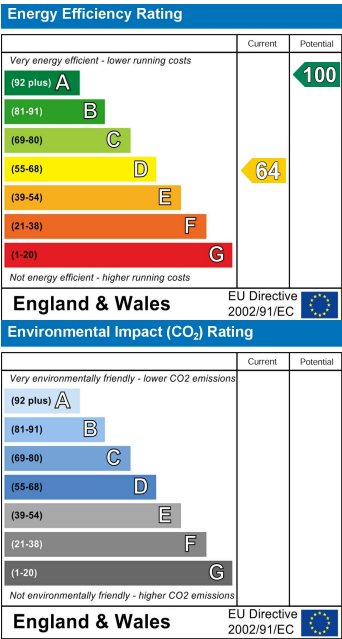 Energy Efficiency Rating
Current Potential
Very energy efficient - lower running costs
(92 plus) A
100
(81-91) B
(69-80) C
(55-68) D
64
(39-54) E
(21-38) F
(1-20) G
Not energy efficient - higher running costs
England & Wales
EU Directive
2002/91/EC
Environmental Impact (CO₂) Rating
Current Potential
Very environmentally friendly - lower CO2 emissions
(92 plus) A
(81-91) B
(69-80) C
(55-68) D
(39-54) E
(21-38) F
(1-20) G
Not environmentally friendly - higher CO2 emissions
England & Wales
EU Directive
2002/91/EC